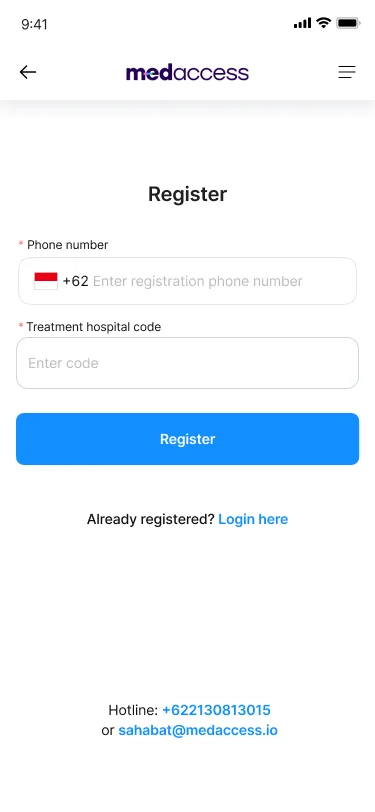 9:41
medaccess
Register
* Phone number
+62 Enter registration phone number
* Treatment hospital code
Enter code
Register
Already registered? Login here
Hotline: +622130813015
or sahabat@medaccess.io